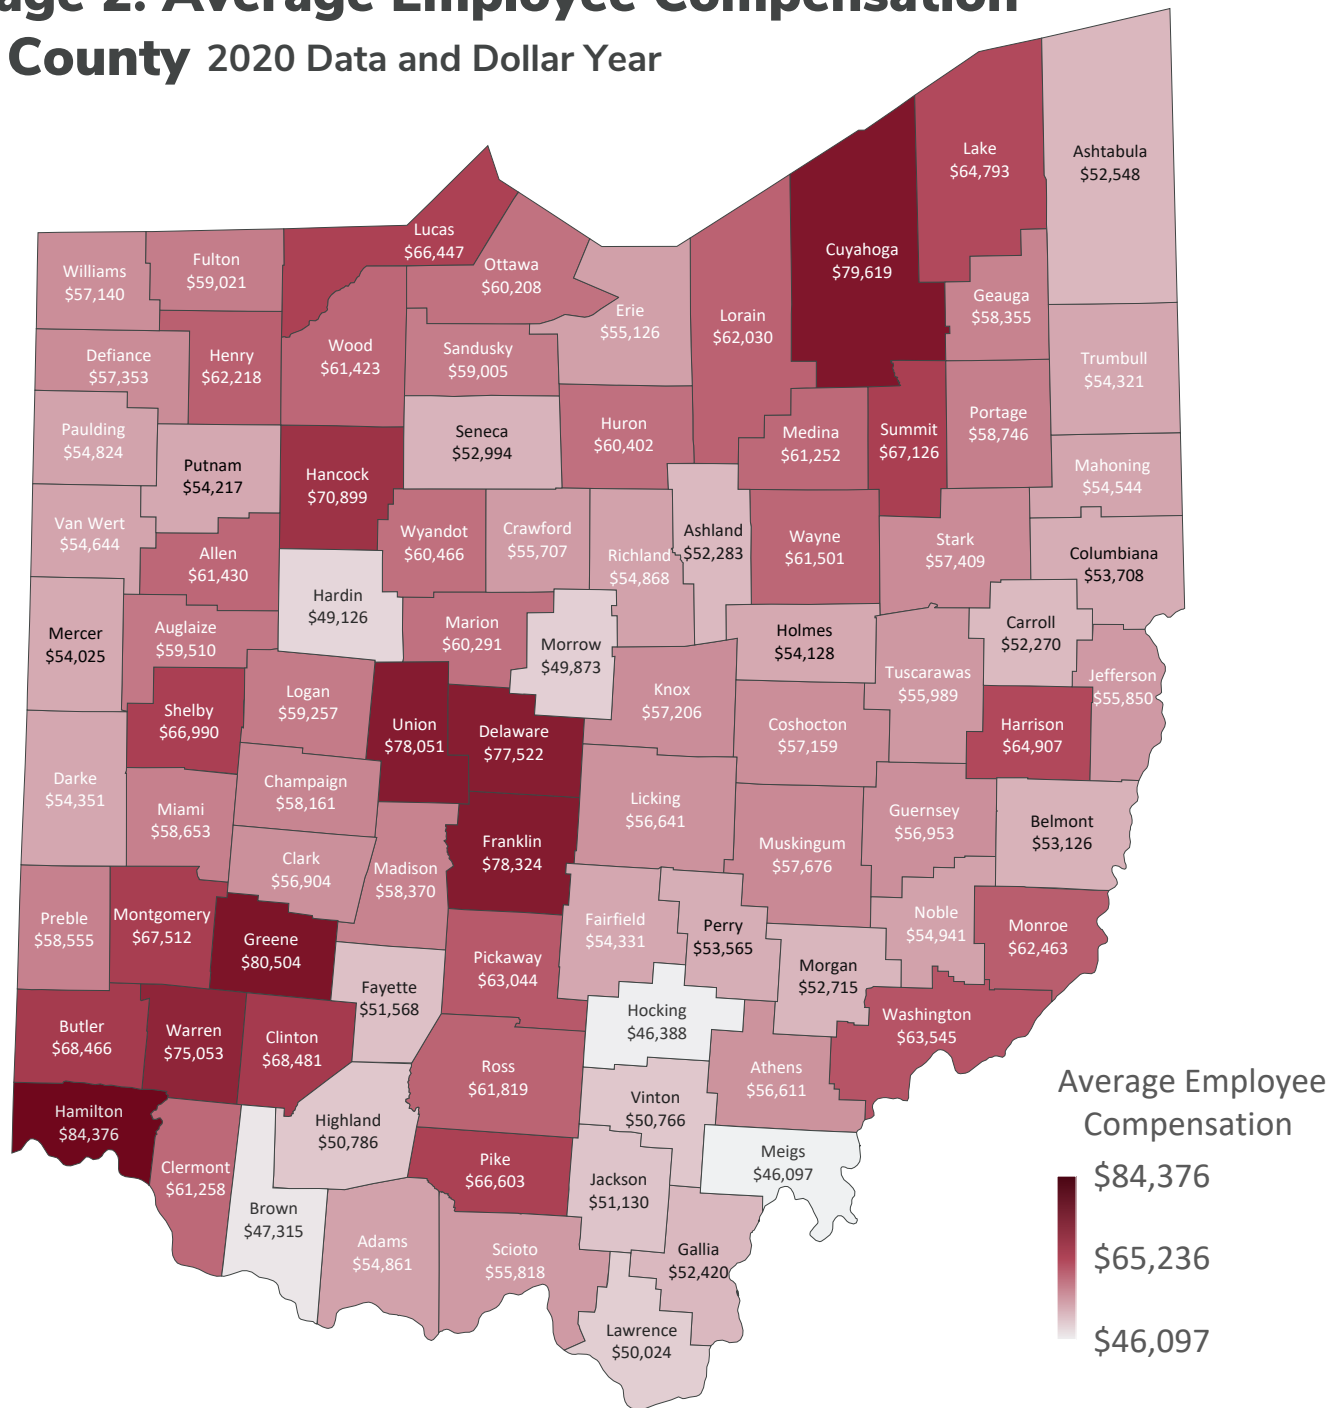 age 2: Average Employee Compensation
County 2020 Data and Dollar Year
Lake
$64,793
Ashtabula
$52,548
Lucas
$66,447
Cuyahoga
$79,619
Fulton
$59,021
Williams
$57,140
Ottawa
$60,208
Geauga
$58,355
Erie
$55,126
Lorain
$62,030
Wood
$61,423
Sandusky
$59,005
Defiance
$57,353
Henry
$62,218
Trumbull
$54,321
Paulding
$54,824
Seneca
$52,994
Huron
$60,402
Medina
$61,252
Summit
$67,126
Portage
$58,746
Putnam
$54,217
Hancock
$70,899
Mahoning
$54,544
Van Wert
$54,644
Wyandot
$60,466
Crawford
$55,707
Ashland
$52,283
Wayne
$61,501
Stark
$57,409
Allen
$61,430
Richland
$54,868
Columbiana
$53,708
Hardin
$49,126
Mercer
$54,025
Auglaize
$59,510
Marion
$60,291
Morrow
$49,873
Holmes
$54,128
Carroll
$52,270
Tuscarawas
$55,989
Jefferson
$55,850
Shelby
$66,990
Logan
$59,257
Knox
$57,206
Union
$78,051
Delaware
$77,522
Coshocton
$57,159
Harrison
$64,907
Darke
$54,351
Miami
$58,653
Champaign
$58,161
Licking
$56,641
Guernsey
$56,953
Belmont
$53,126
Franklin
$78,324
Muskingum
$57,676
Clark
$56,904
Madison
$58,370
Preble
$58,555
Montgomery
$67,512
Greene
$80,504
Fairfield
$54,331
Perry
$53,565
Noble
$54,941
Monroe
$62,463
Pickaway
$63,044
Morgan
$52,715
Fayette
$51,568
Hocking
$46,388
Washington
$63,545
Butler
$68,466
Warren
$75,053
Clinton
$68,481
Ross
$61,819
Athens
$56,611
Vinton
$50,766
Hamilton
$84,376
Highland
$50,786
Clermont
$61,258
Pike
$66,603
Meigs
$46,097
Jackson
$51,130
Brown
$47,315
Adams
$54,861
Scioto
$55,818
Gallia
$52,420
Lawrence
$50,024
Average Employee
Compensation
$84,376
$65,236
$46,097